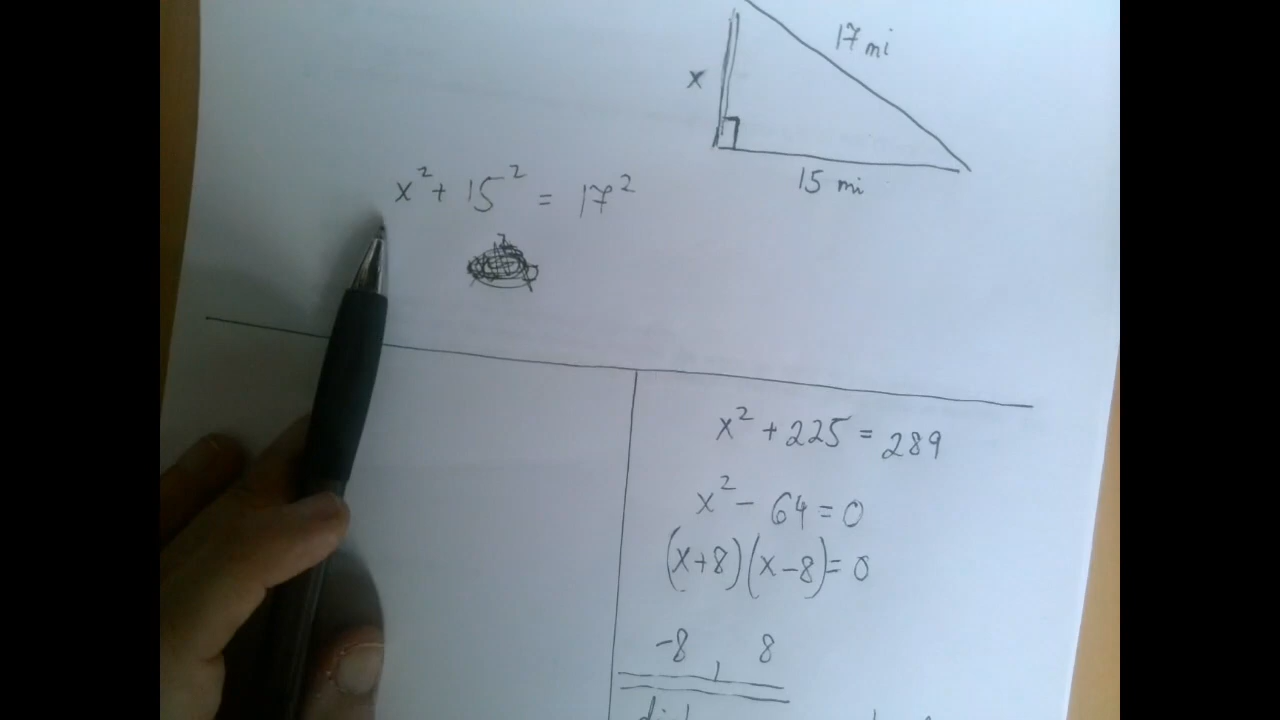 17 mi
x
15 mi
x² + 15² = 17²
x² + 225 = 289
x² - 64 = 0
(x+8)(x-8) = 0
-8, 8